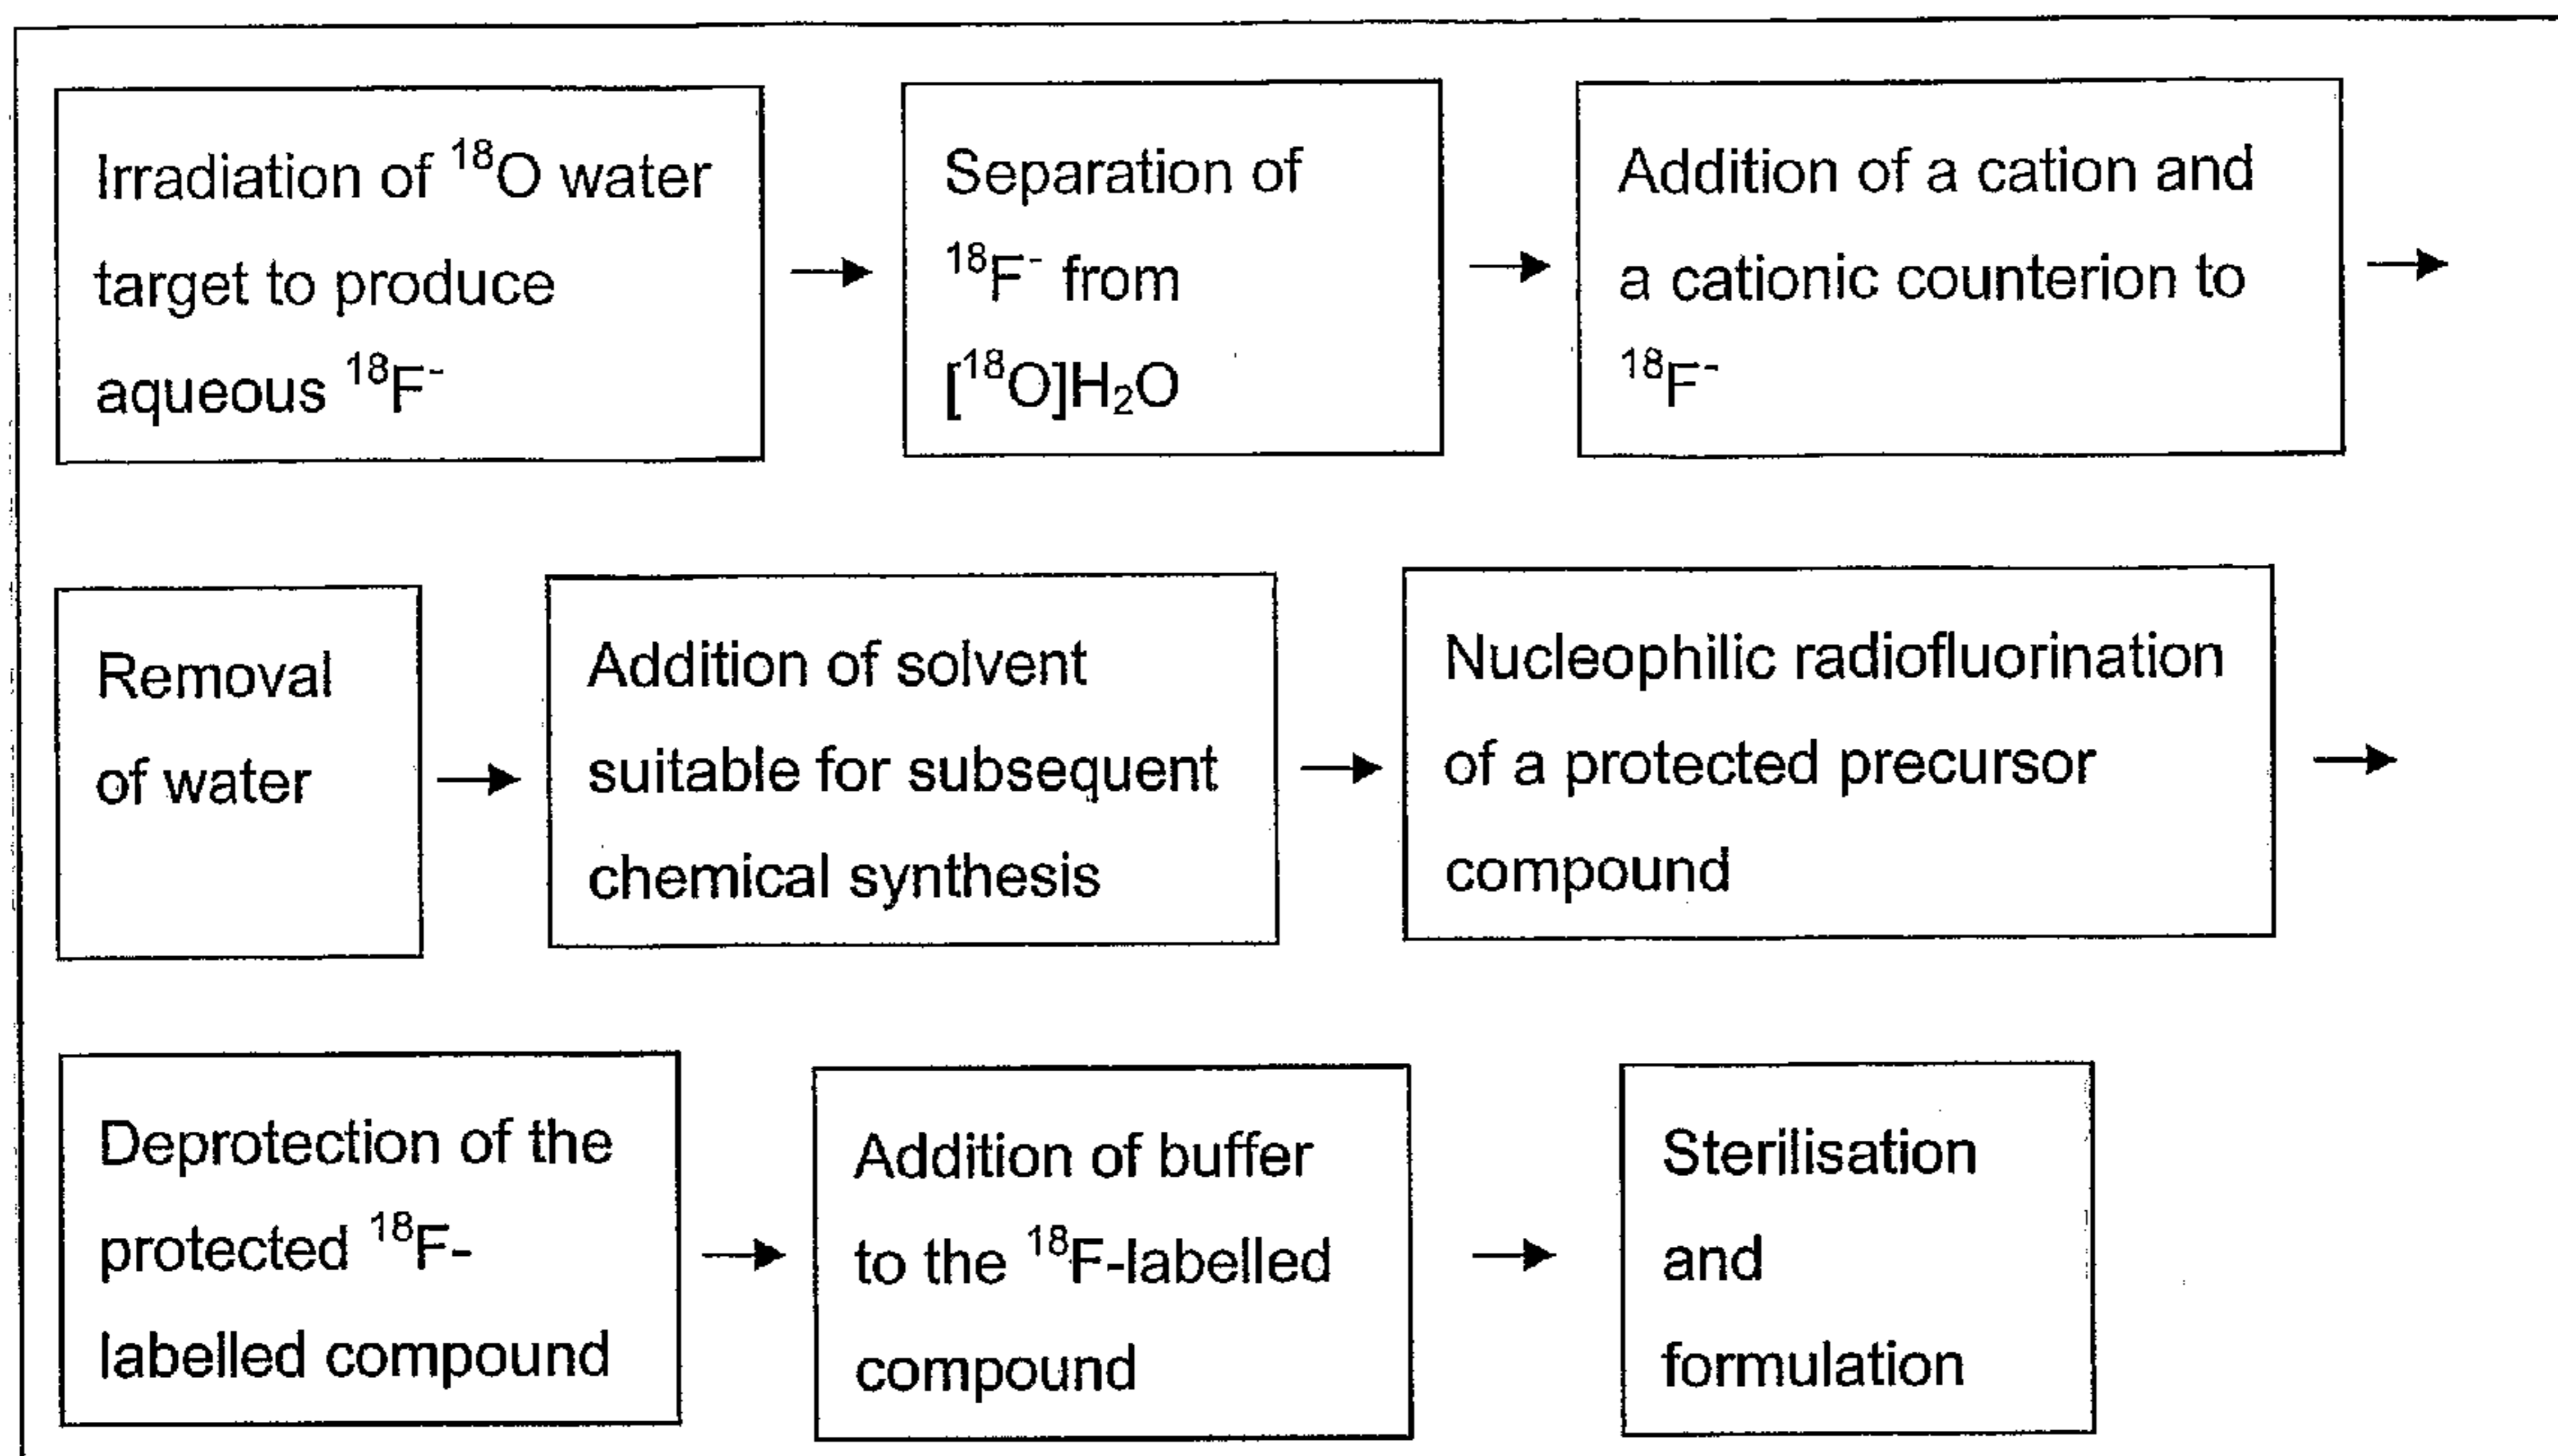 Irradiation of ¹⁸O water
target to produce
aqueous ¹⁸F⁻
Separation of
¹⁸F⁻ from
[¹⁸O]H₂O
Addition of a cation and
a cationic counterion to
¹⁸F⁻
Removal
of water
Addition of solvent
suitable for subsequent
chemical synthesis
Nucleophilic radiofluorination
of a protected precursor
compound
Deprotection of the
protected ¹⁸F-
labelled compound
Addition of buffer
to the ¹⁸F-labelled
compound
Sterilisation
and
formulation